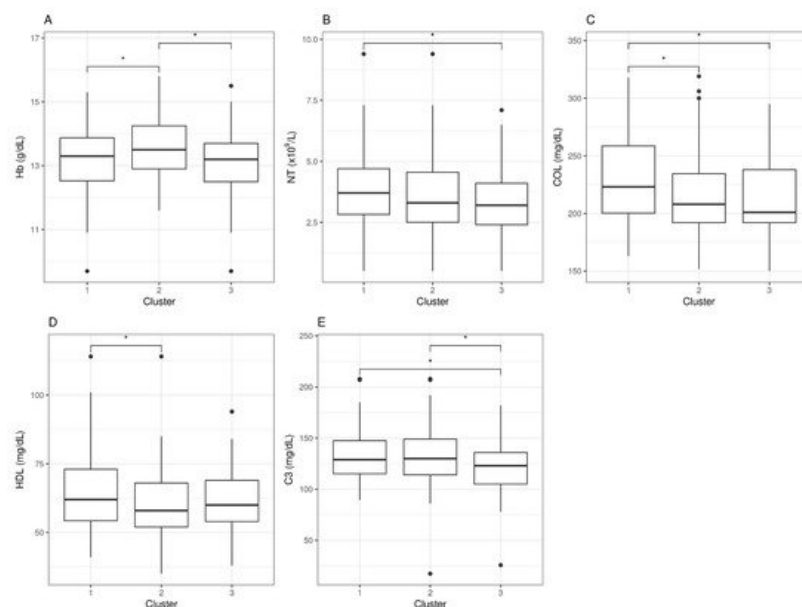 A
Hb (g/dL)
17
15
13
11
*
*
1 2 3
Cluster
B
NT (x10⁹/L)
10.0
7.5
5.0
2.5
*
1 2 3
Cluster
C
COL (mg/dL)
350
300
250
200
150
*
*
1 2 3
Cluster
D
HDL (mg/dL)
100
75
50
*
1 2 3
Cluster
E
C3 (mg/dL)
250
200
150
100
50
*
*
1 2 3
Cluster